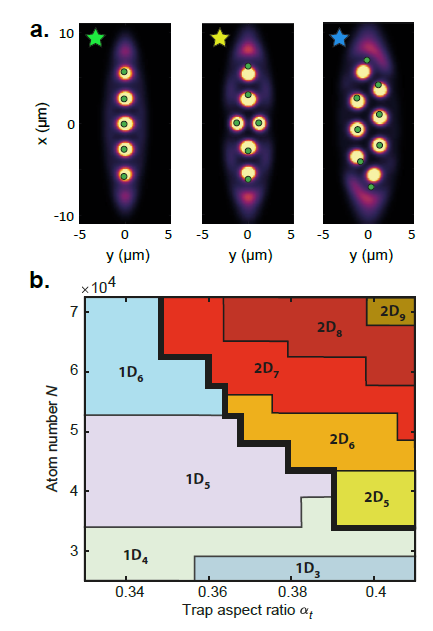 a.
10
0
-10
x (μm)
-5 0 5
-5 0 5
-5 0 5
y (μm)
y (μm)
y (μm)
b.
×10⁴
7
6
5
4
3
Atom number N
2D₉
2D₈
2D₇
1D₆
2D₆
1D₅
2D₅
1D₄
1D₃
0.34 0.36 0.38 0.4
Trap aspect ratio αₜ